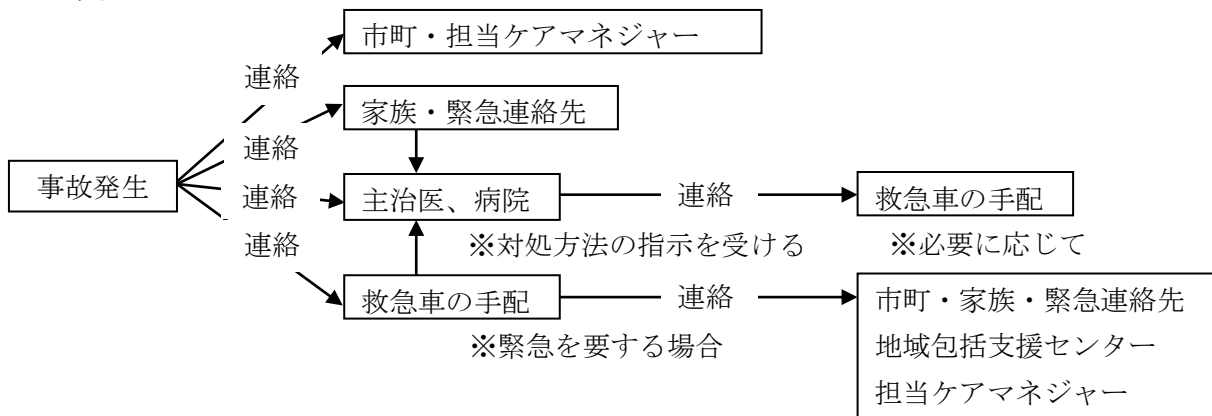 市町・担当ケアマネジャー
連絡
家族・緊急連絡先
連絡
事故発生
連絡
主治医、病院
連絡
救急車の手配
連絡
※対処方法の指示を受ける
※必要に応じて
救急車の手配
連絡
市町・家族・緊急連絡先
※緊急を要する場合
地域包括支援センター
担当ケアマネジャー